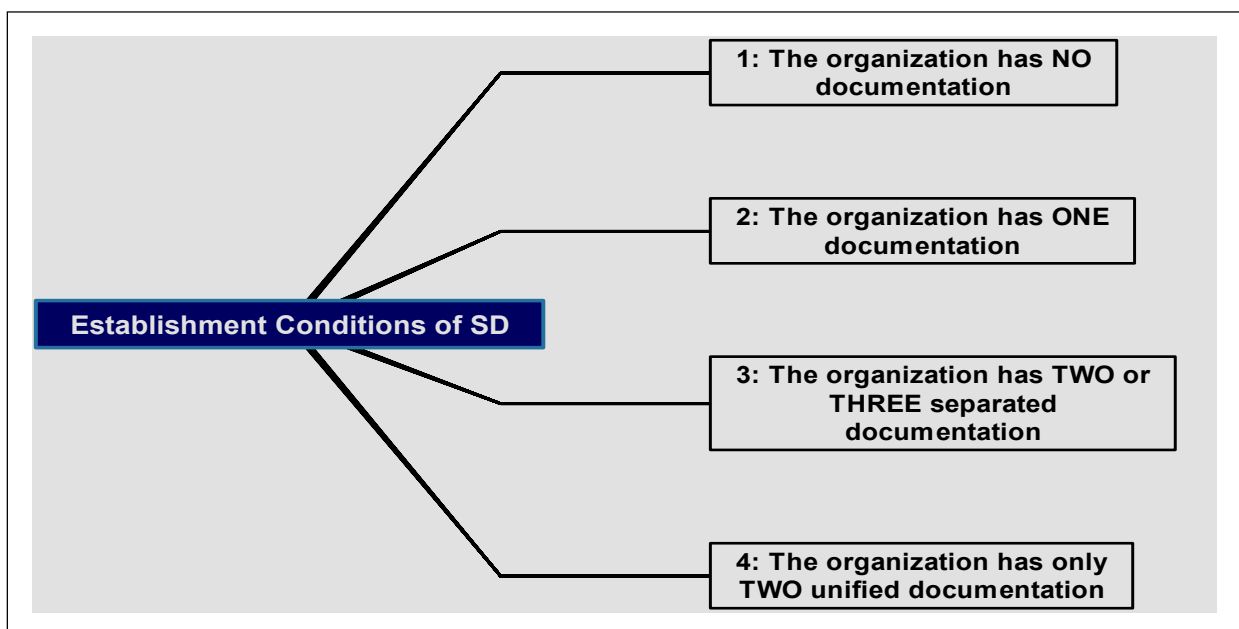 1: The organization has NO
documentation
2: The organization has ONE
documentation
Establishment Conditions of SD
3: The organization has TWO or
THREE separated
documentation
4: The organization has only
TWO unified documentation